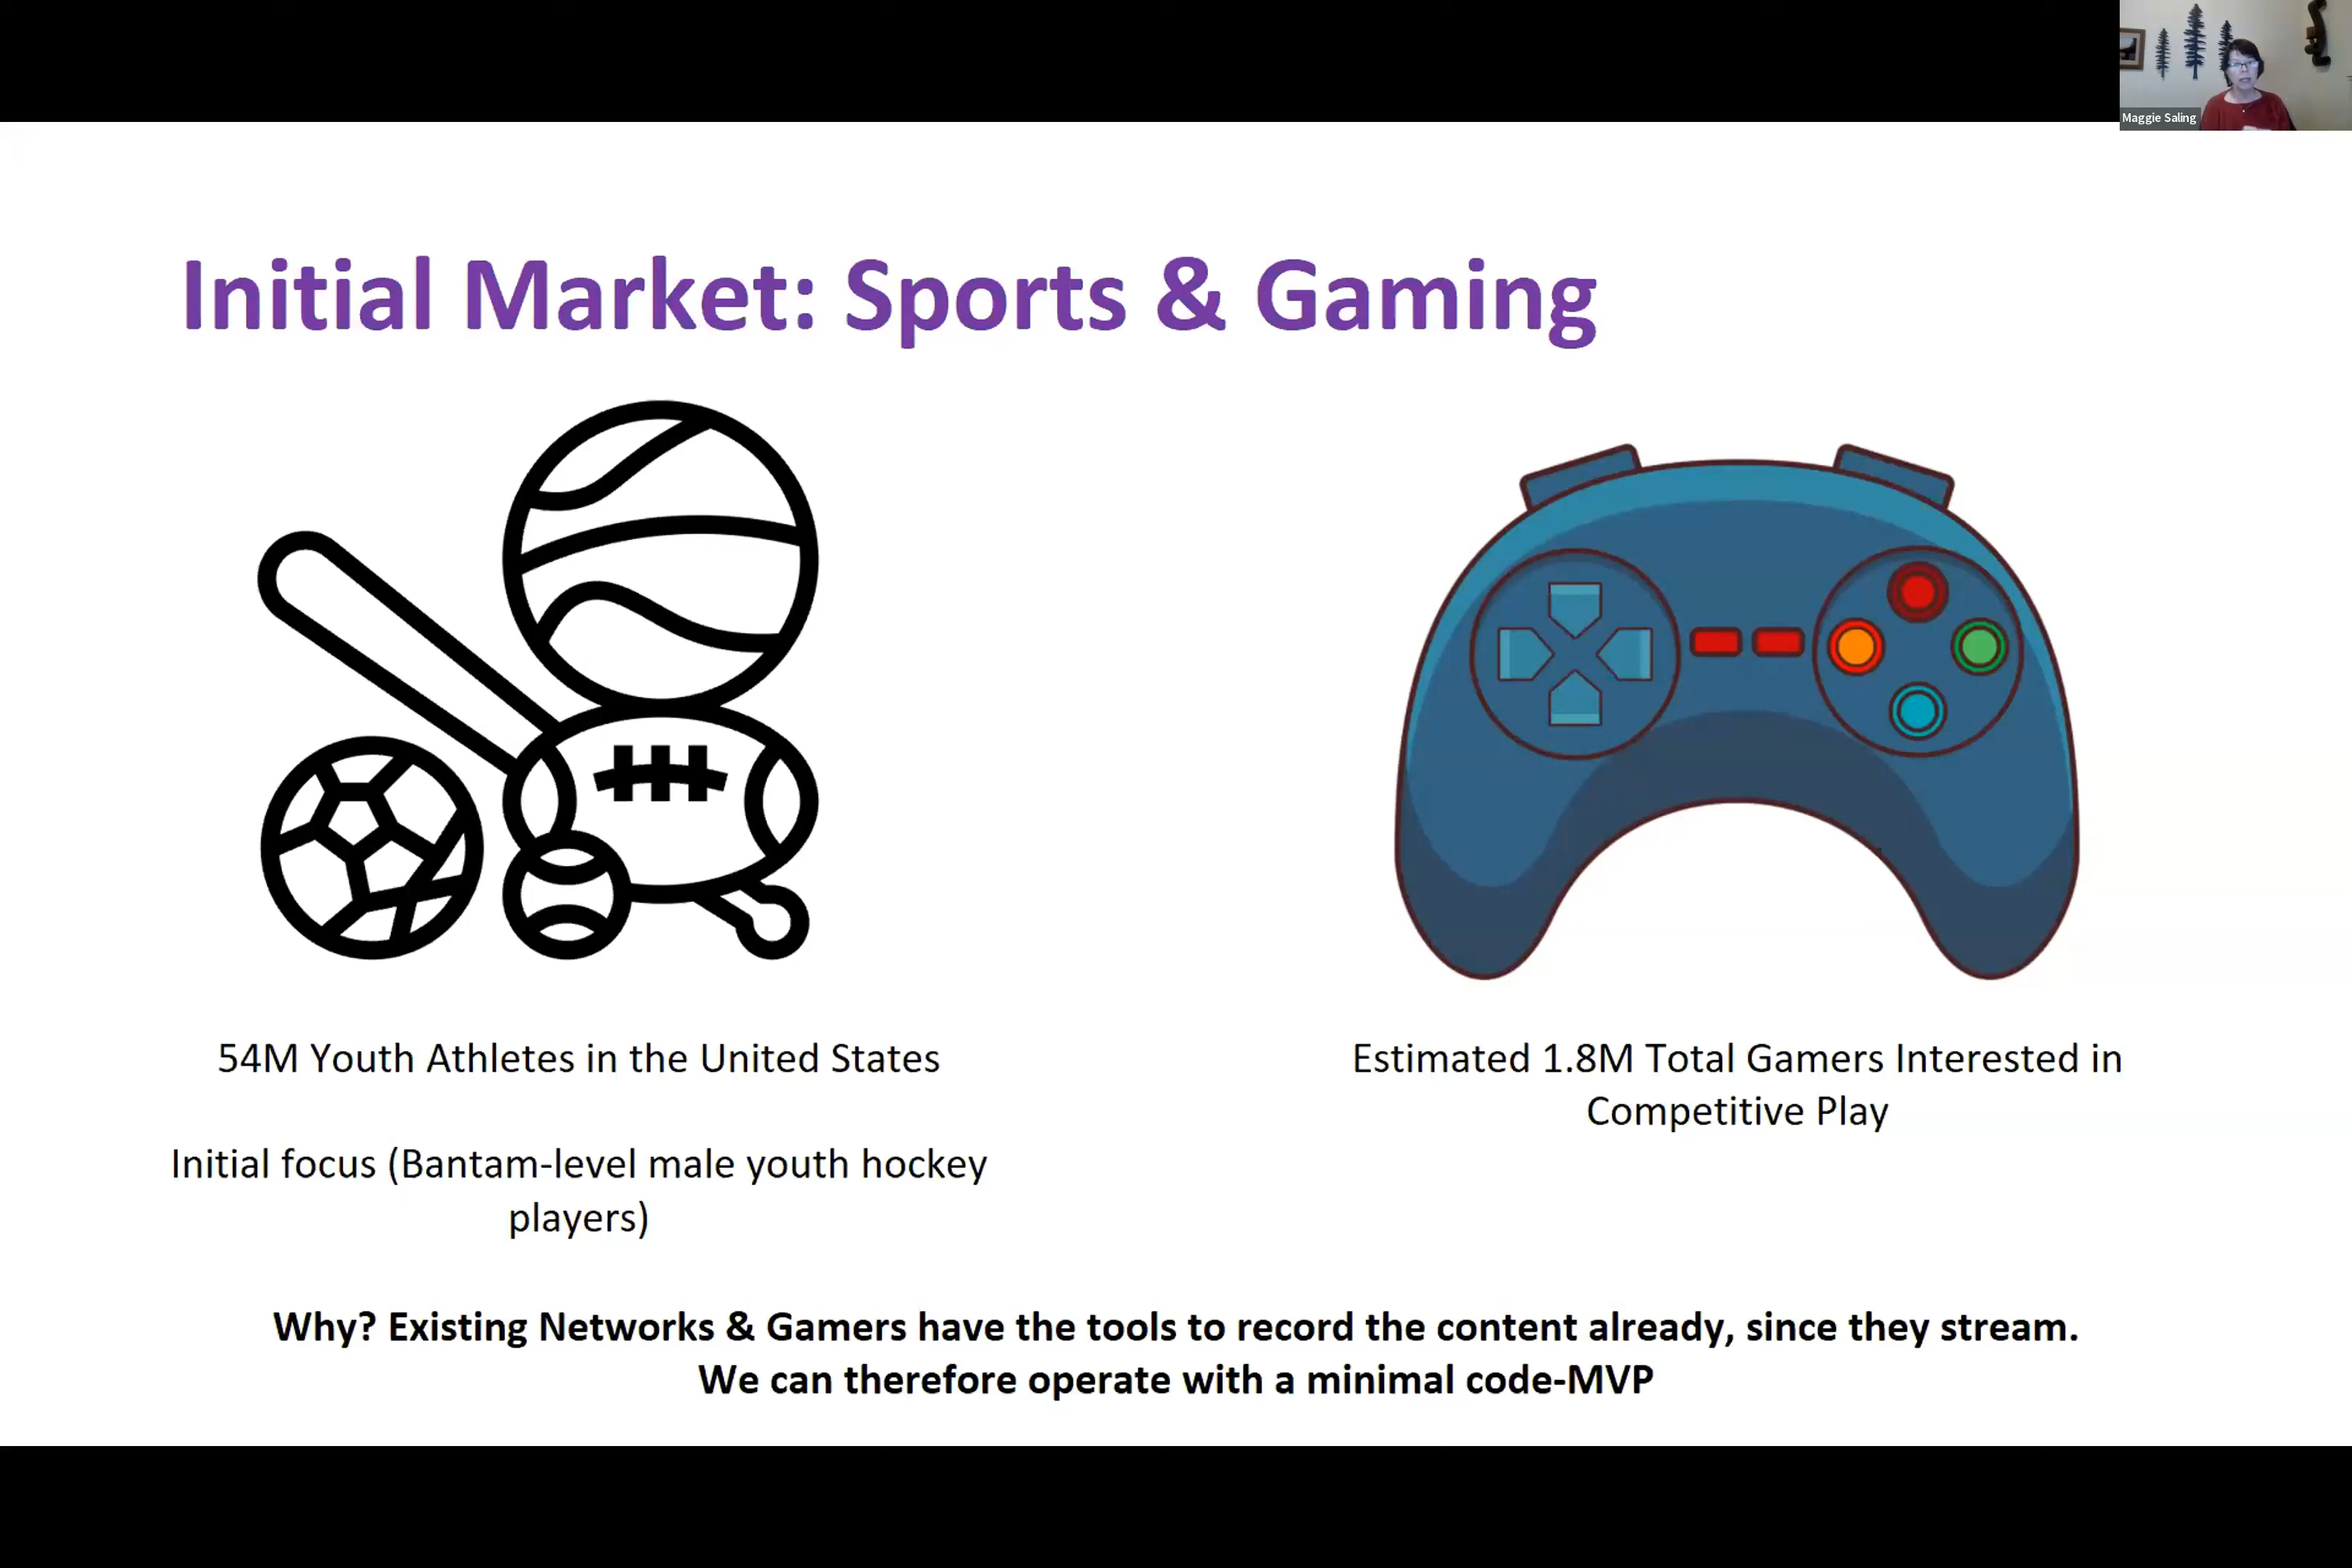 Maggie Saling
Initial Market: Sports & Gaming
54M Youth Athletes in the United States
Initial focus (Bantam-level male youth hockey
players)
Estimated 1.8M Total Gamers Interested in
Competitive Play
Why? Existing Networks & Gamers have the tools to record the content already, since they stream.
We can therefore operate with a minimal code-MVP